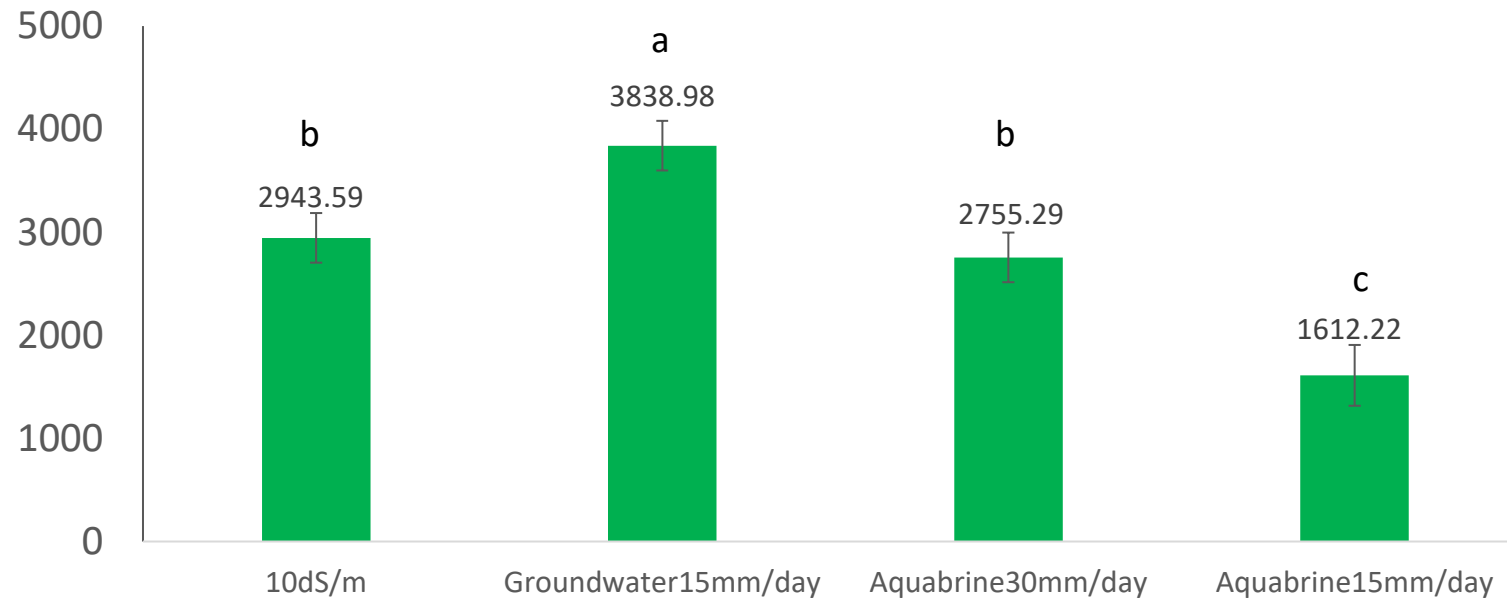 5000
4000
3000
2000
1000
0
b
2943.59
a
3838.98
b
2755.29
c
1612.22
10dS/m
Groundwater15mm/day
Aquabrine30mm/day
Aquabrine15mm/day